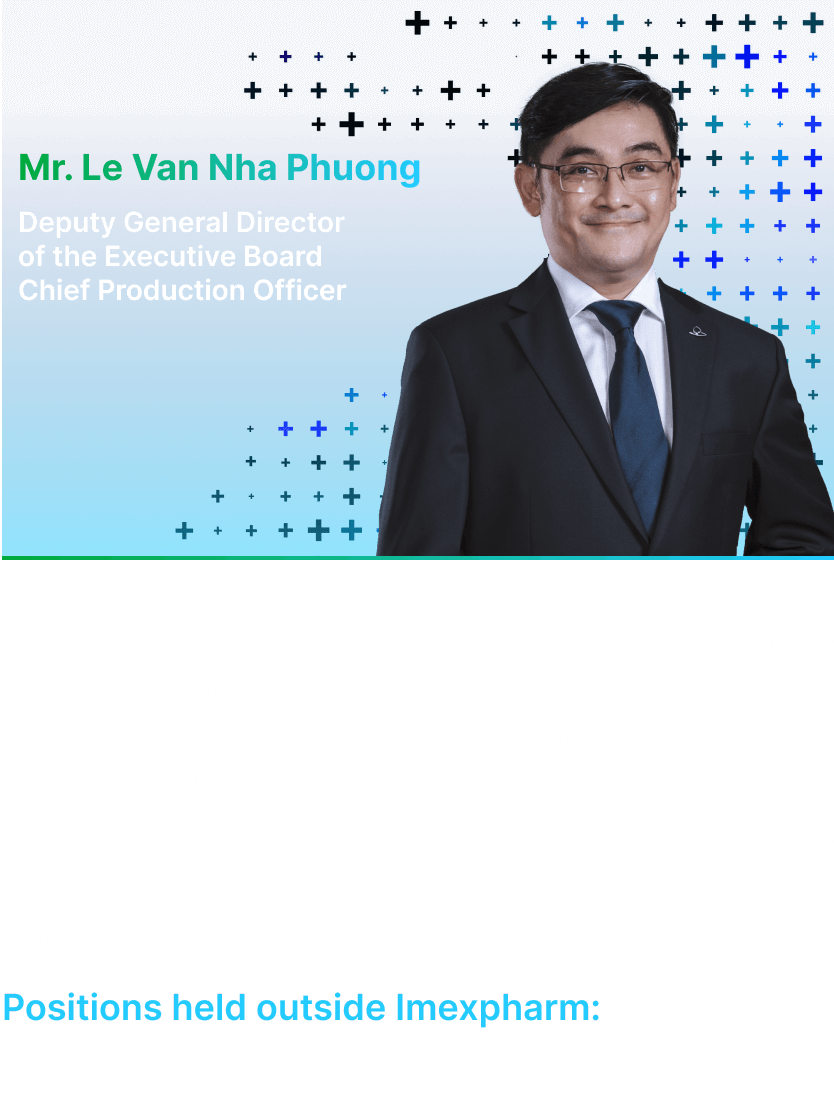 Mr. Le Van Nha Phuong
Deputy General Director
of the Executive Board
Chief Production Officer
Positions held outside Imexpharm: